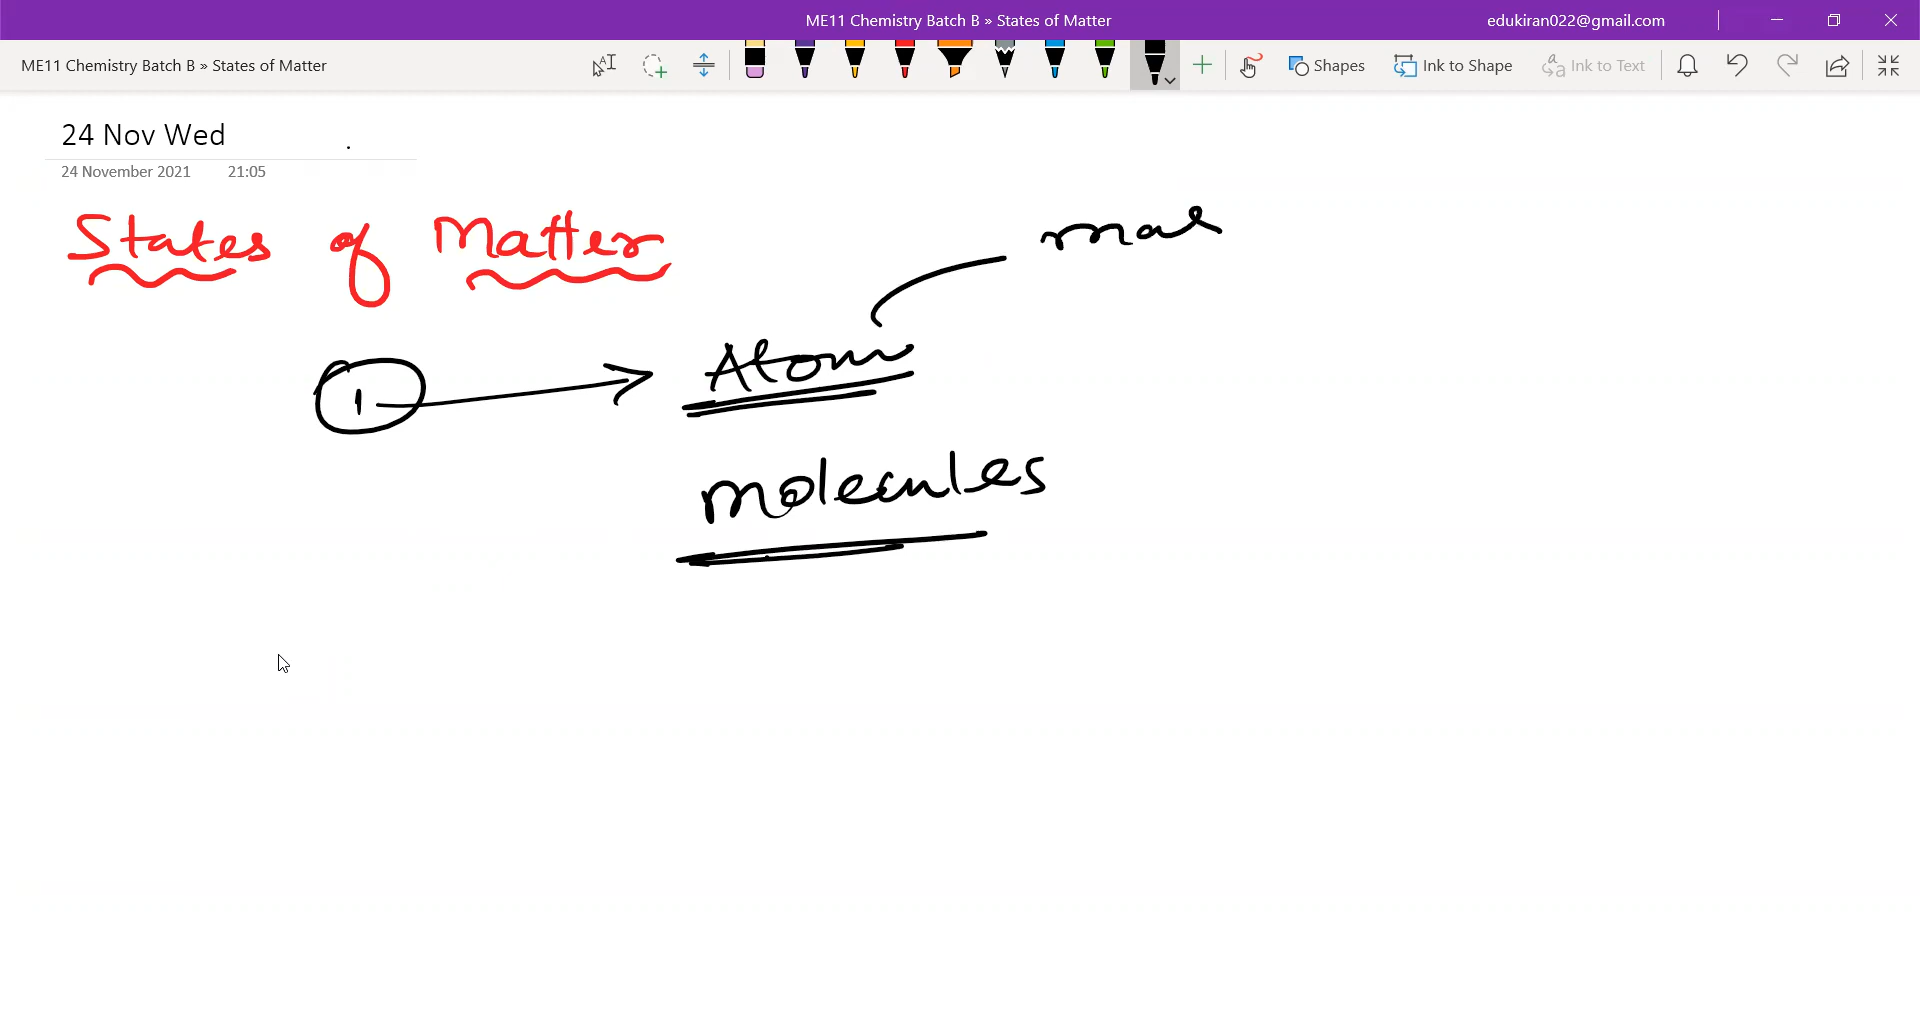 ME11 Chemistry Batch B » States of Matter
edukiran022@gmail.com
ME11 Chemistry Batch B » States of Matter
Shapes
Ink to Shape
Ink to Text
24 Nov Wed
24 November 2021 21:05
States of Matter
1
Atom
molecules